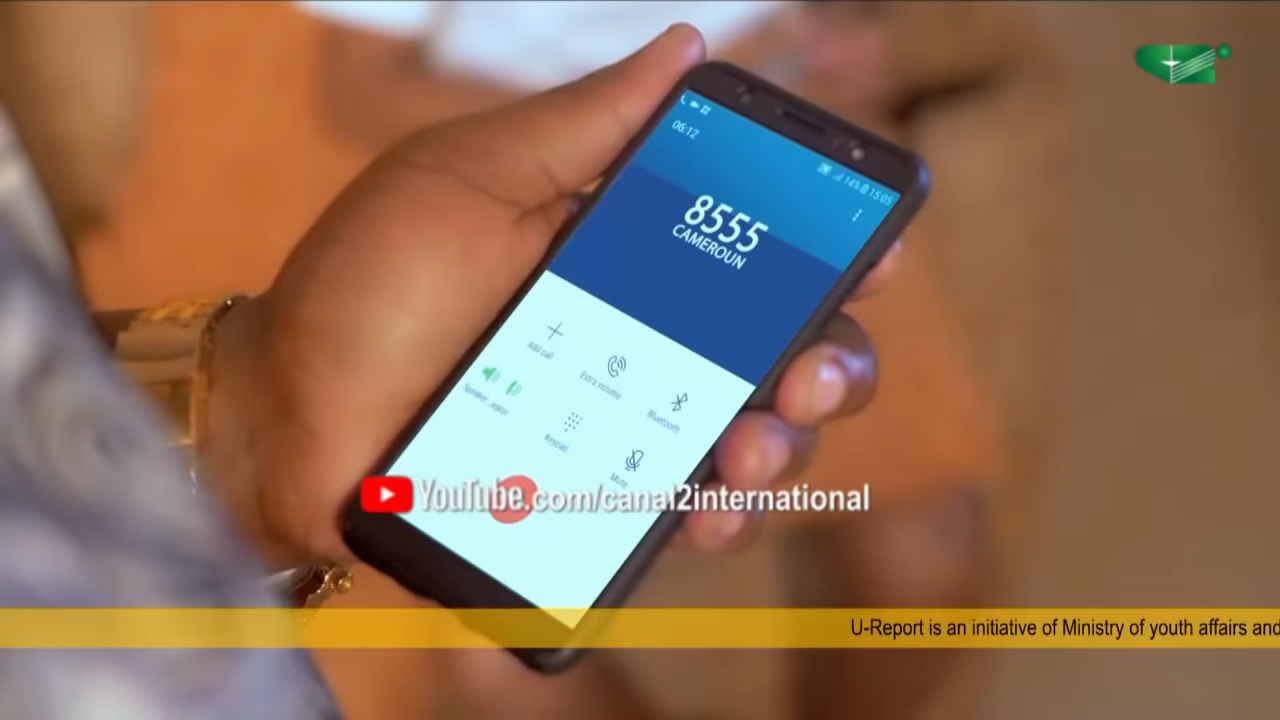 06:12
14% 15:05
8555
CAMEROUN
Add call
Extra volume
Bluetooth
Speaker
Keypad
Mute
YouTube.com/canal2international
U-Report is an initiative of Ministry of youth affairs and